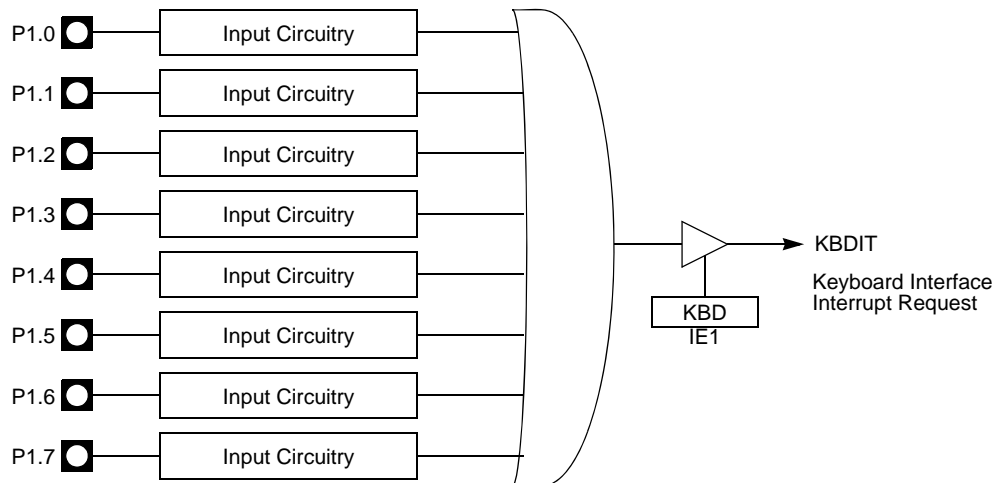 P1.0 Input Circuitry
P1.1 Input Circuitry
P1.2 Input Circuitry
P1.3 Input Circuitry
P1.4 Input Circuitry
P1.5 Input Circuitry
P1.6 Input Circuitry
P1.7 Input Circuitry
KBDIT
Keyboard Interface
Interrupt Request
KBD
IE1